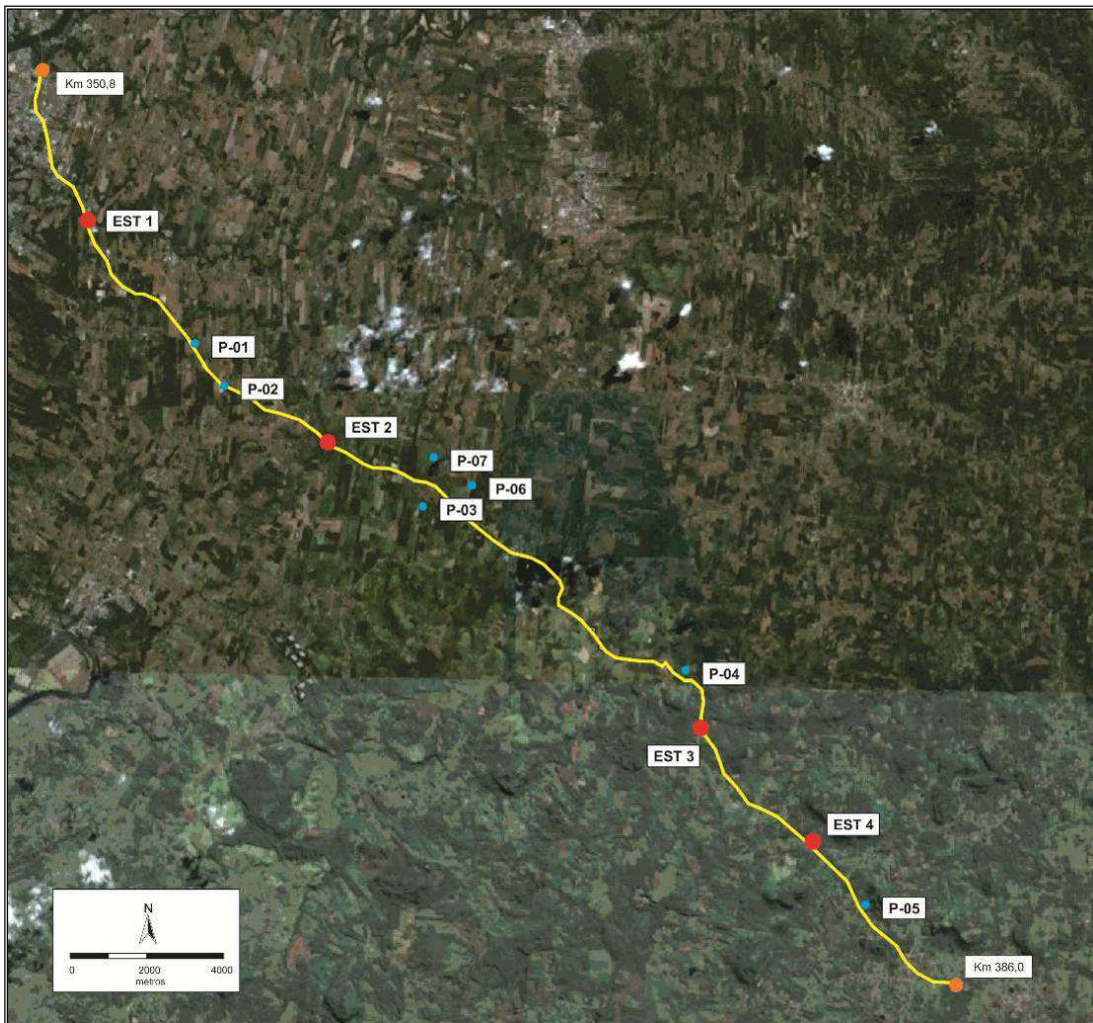 Km 350,8
EST 1
P-01
P-02
EST 2
P-07
P-06
P-03
P-04
EST 3
EST 4
P-05
Km 386,0
N
0 2000 4000
metros